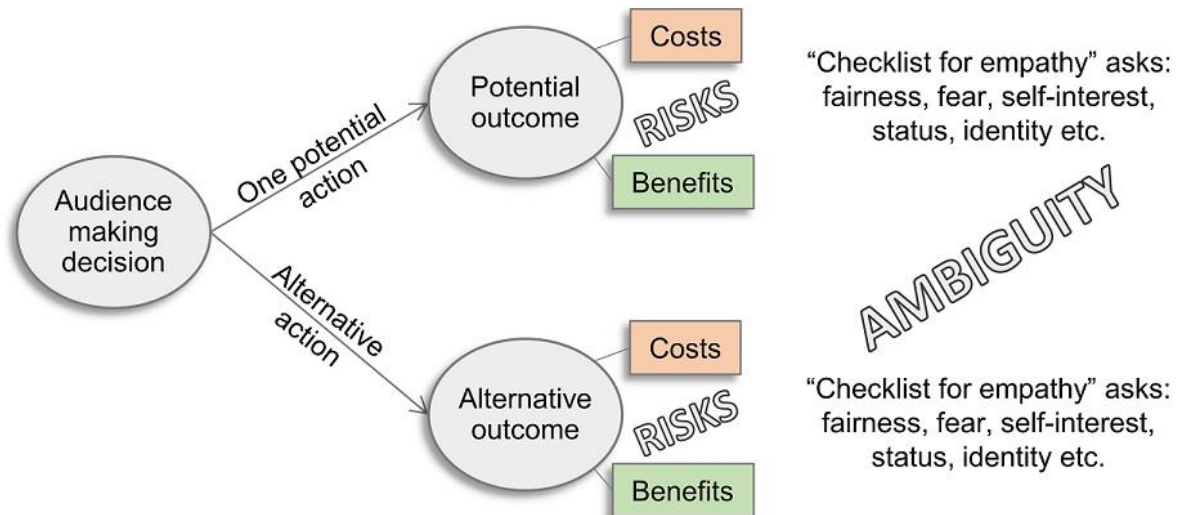 Costs
Potential
outcome
RISKS
Benefits
“Checklist for empathy” asks:
fairness, fear, self-interest,
status, identity etc.
One potential
action
Audience
making
decision
AMBIGUITY
Alternative
action
Costs
Alternative
outcome
RISKS
Benefits
“Checklist for empathy” asks:
fairness, fear, self-interest,
status, identity etc.